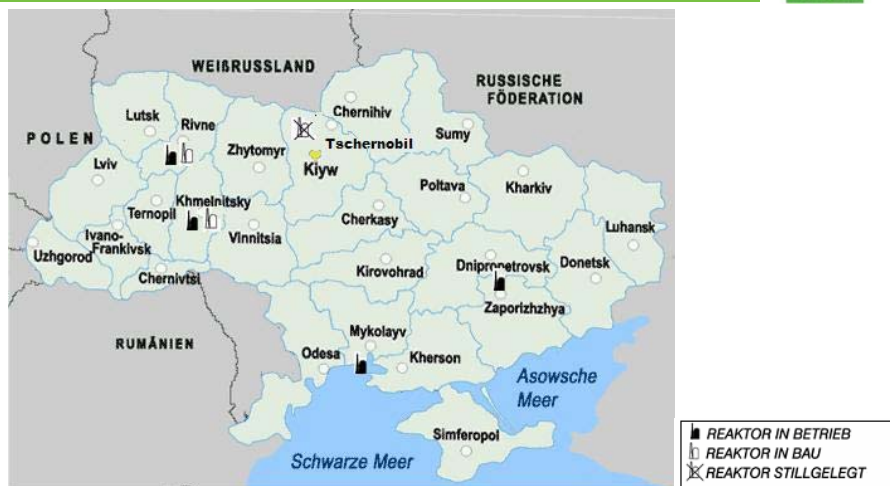 WEIßRUSSLAND
RUSSISCHE
FÖDERATION
POLEN
Lutsk
Rivne
Chernihiv
Sumy
Tschernobil
Zhytomyr
Kiyw
Lviv
Poltava
Kharkiv
Khmelnitsky
Ternopil
Cherkasy
Luhansk
Ivano-
Frankivsk
Vinnitsia
Uzhgorod
Kirovohrad
Dnipropetrovsk
Donetsk
Chernivtsi
Zaporizhzhya
RUMÄNIEN
Mykolayv
Odesa
Kherson
Asowsche
Meer
Simferopol
Schwarze Meer
REAKTOR IN BETRIEB
REAKTOR IN BAU
REAKTOR STILLGELEGT